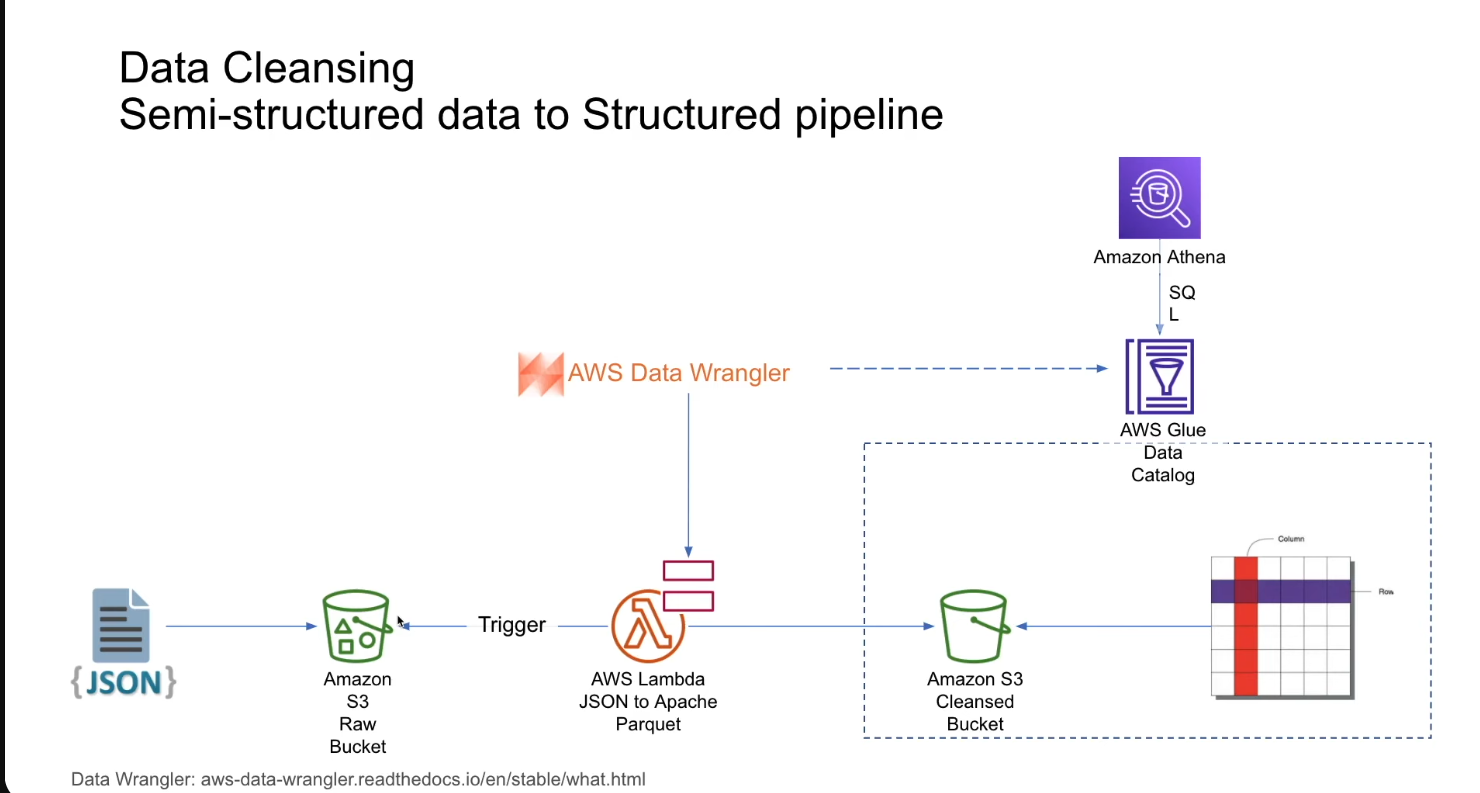 Data Cleansing
Semi-structured data to Structured pipeline
Amazon Athena
SQ
L
AWS Data Wrangler
AWS Glue
Data
Catalog
Column
Row
{JSON}
Trigger
Amazon
S3
Raw
Bucket
AWS Lambda
JSON to Apache
Parquet
Amazon S3
Cleansed
Bucket
Data Wrangler: aws-data-wrangler.readthedocs.io/en/stable/what.html